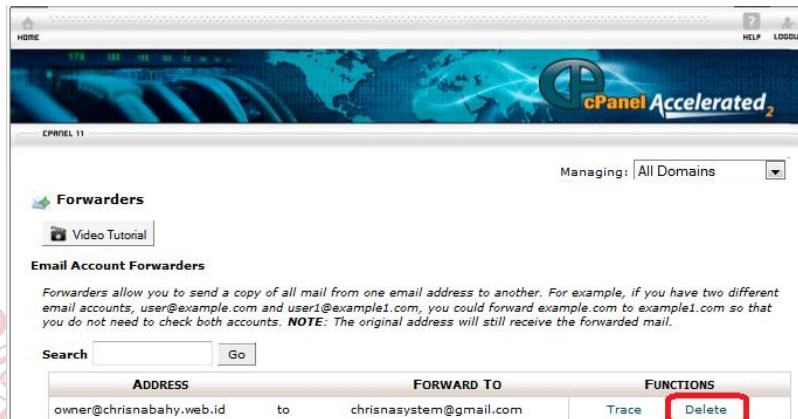 HOME
HELP LOGOU
cPanel Accelerated2
CPANEL 11
Managing: All Domains
Forwarders
Video Tutorial
Email Account Forwarders
Forwarders allow you to send a copy of all mail from one email address to another. For example, if you have two different
email accounts, user@example.com and user1@example1.com, you could forward example.com to example1.com so that
you do not need to check both accounts. NOTE: The original address will still receive the forwarded mail.
Search Go
ADDRESS FORWARD TO FUNCTIONS
owner@chrisnabahy.web.id to chrisnasystem@gmail.com Trace Delete